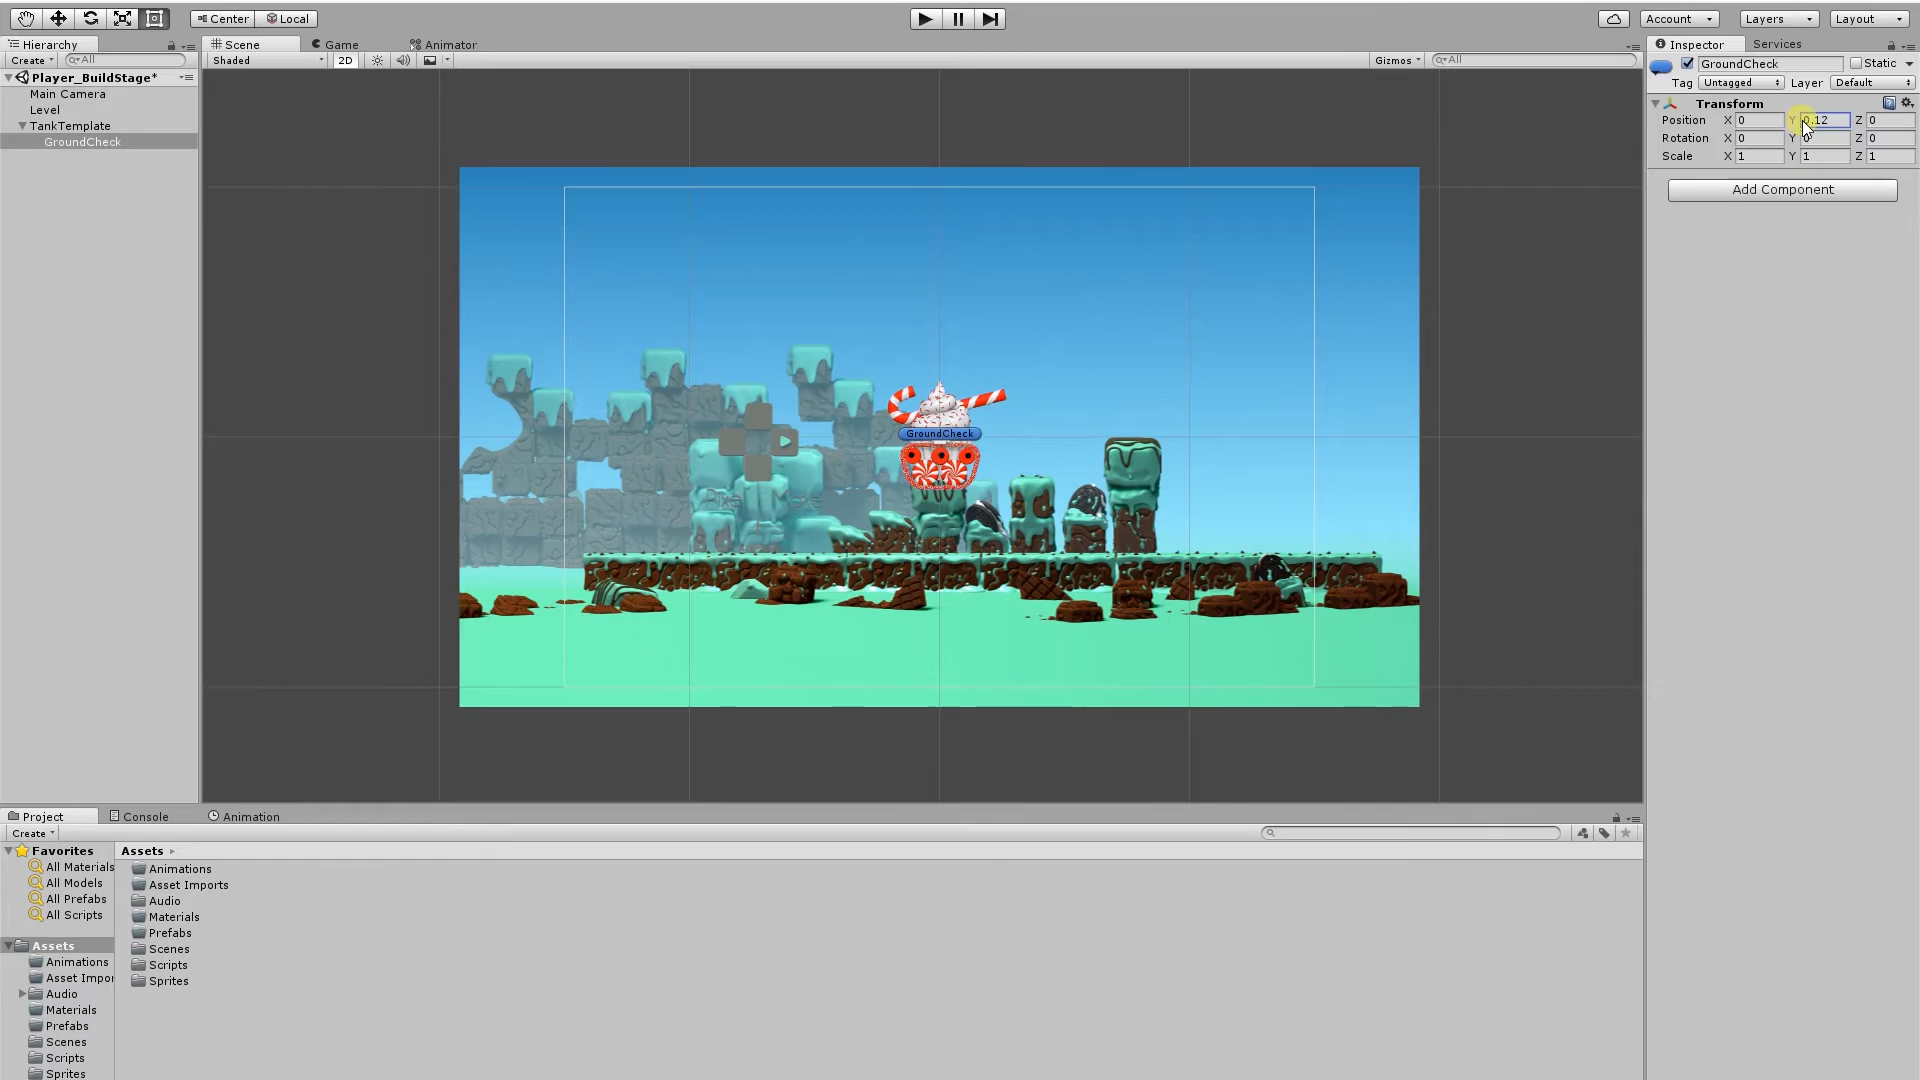 Center
Local
Account
Layers
Layout
Hierarchy
Scene
Game
Animator
Inspector
Services
Create
All
Shaded
2D
Gizmos
All
GroundCheck
Static
Tag
Untagged
Layer
Default
Player_BuildStage*
Main Camera
Level
TankTemplate
GroundCheck
Transform
Position X 0 Y 0.12 Z 0
Rotation X 0 Y 0 Z 0
Scale X 1 Y 1 Z 1
Add Component
GroundCheck
Project
Console
Animation
Create
Favorites
All Materials
All Models
All Prefabs
All Scripts
Assets
Animations
Asset Impor
Audio
Materials
Prefabs
Scenes
Scripts
Sprites
Assets
Animations
Asset Imports
Audio
Materials
Prefabs
Scenes
Scripts
Sprites